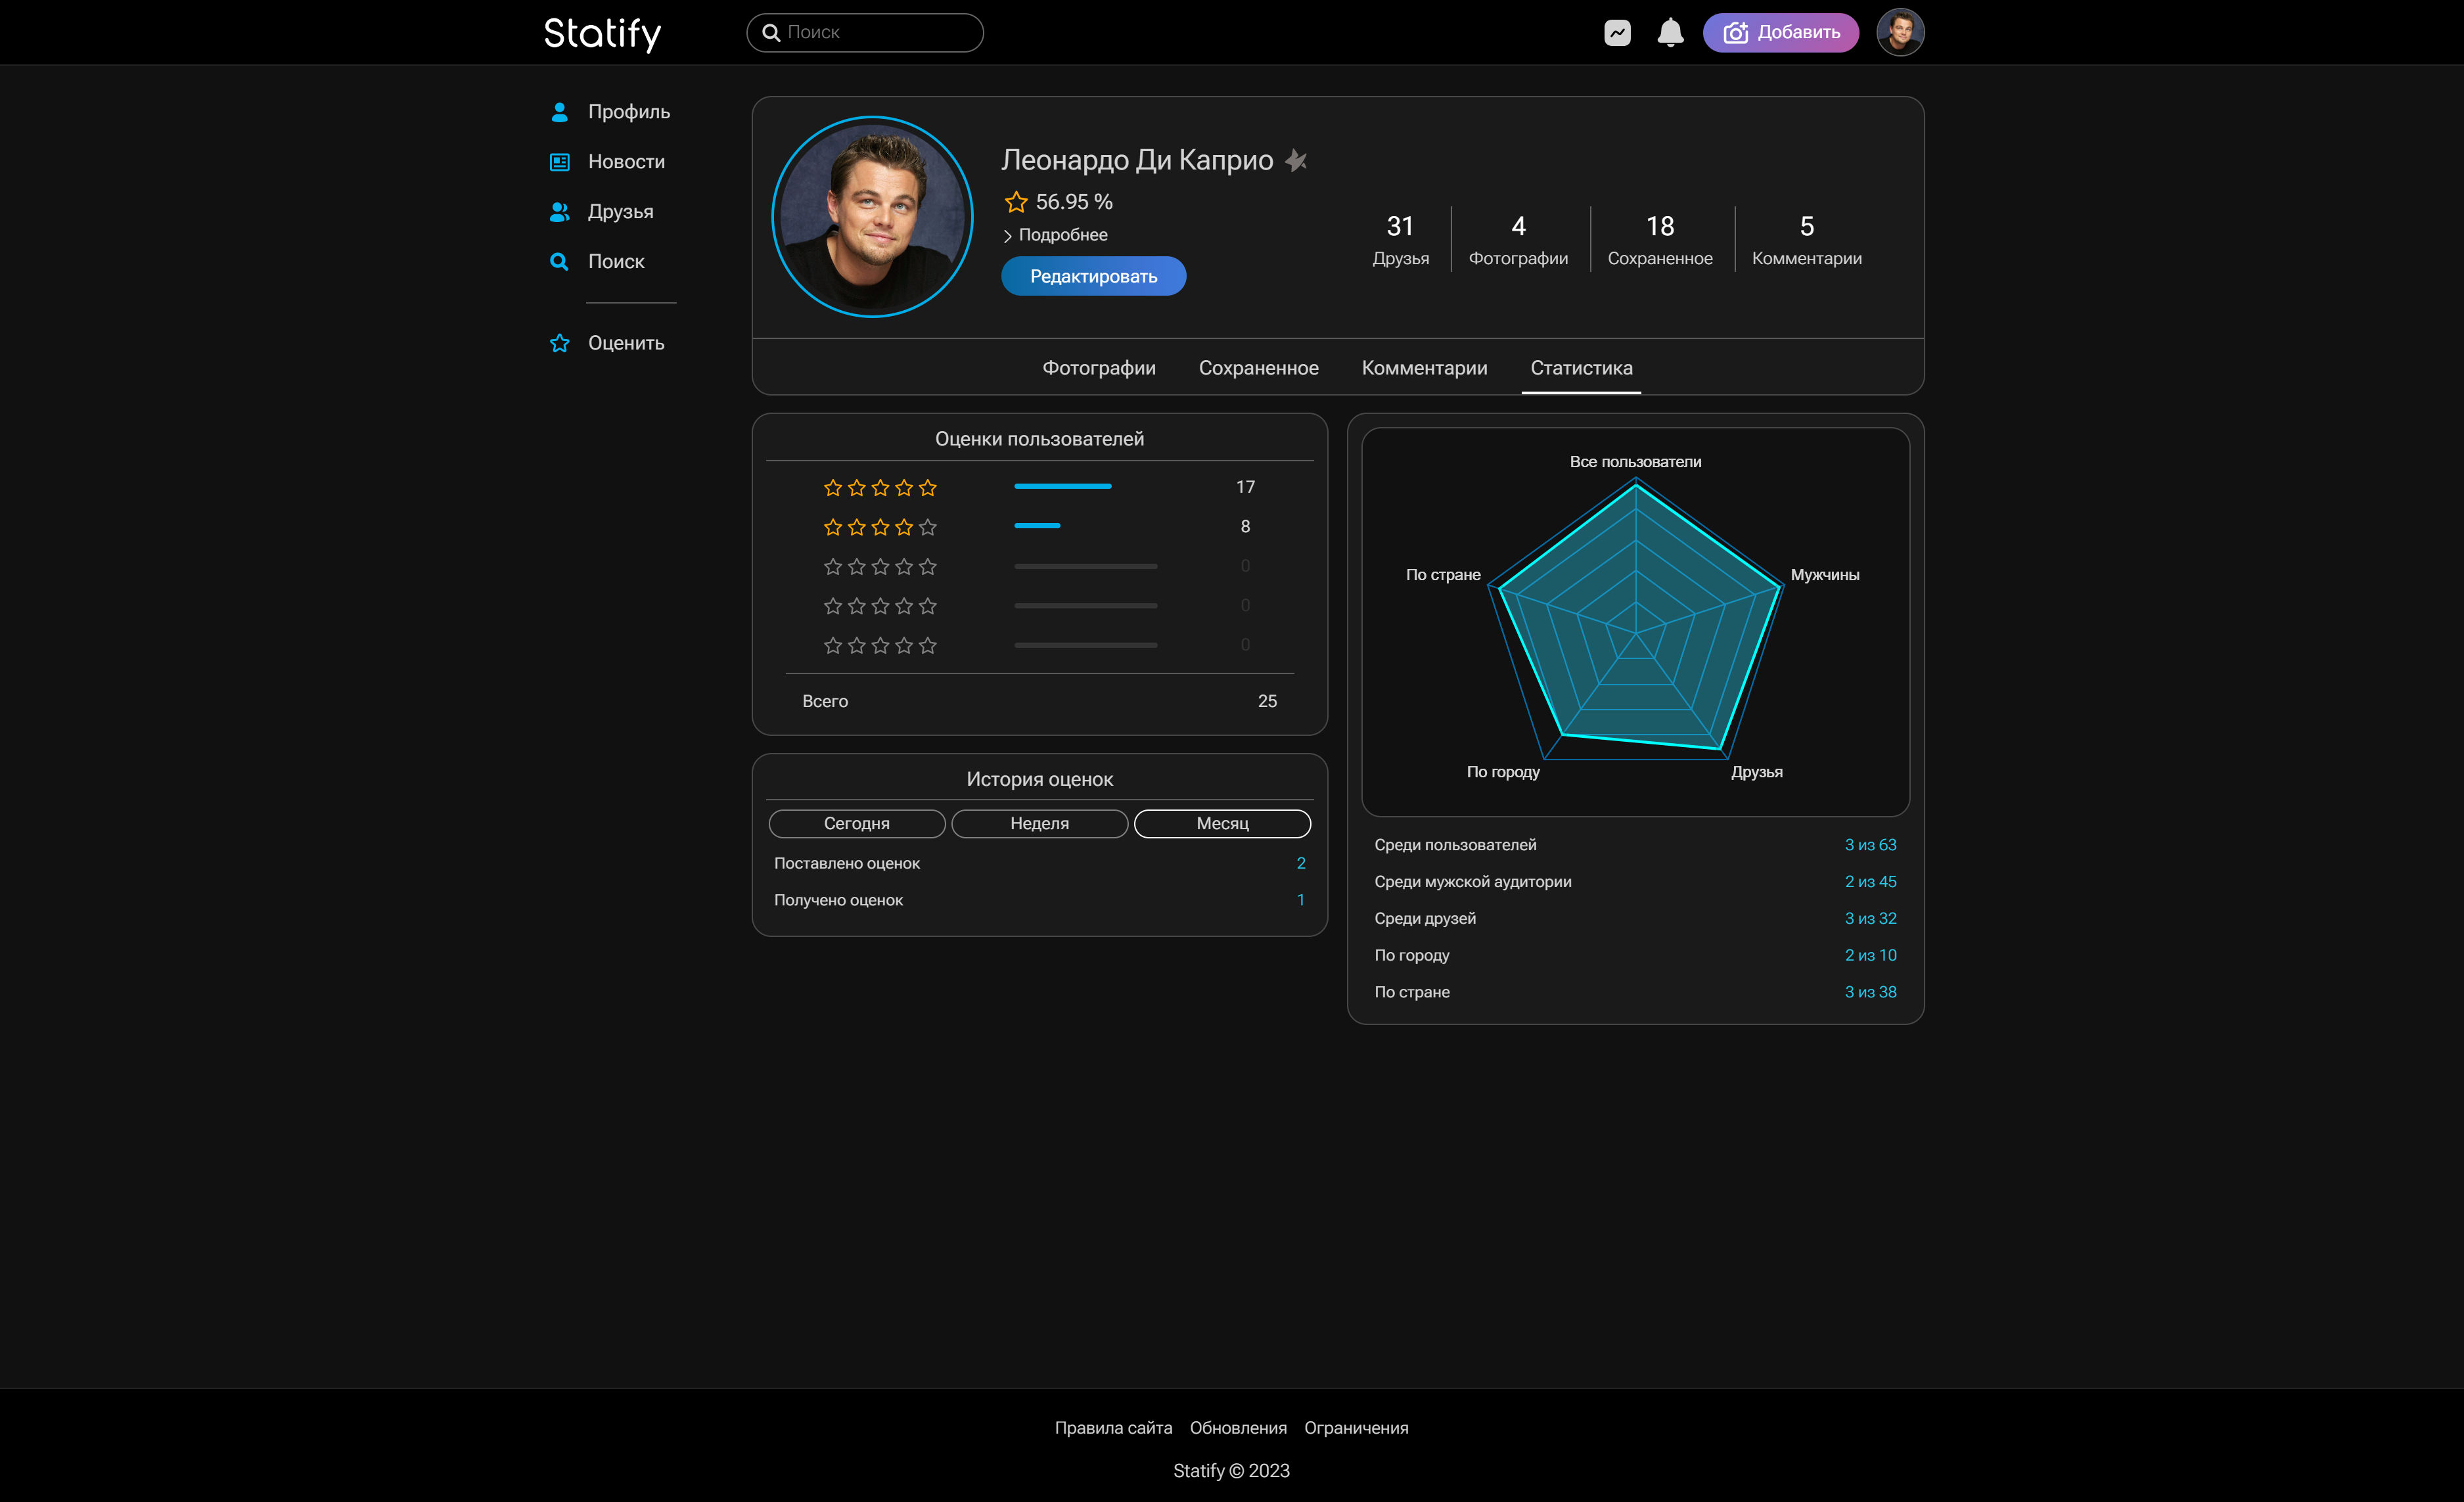 Statify
Поиск
Добавить
Профиль
Новости
Друзья
Поиск
Оценить
Леонардо Ди Каприо
56.95 %
Подробнее
Редактировать
31
Друзья
4
Фотографии
18
Сохраненное
5
Комментарии
Фотографии Сохраненное Комментарии Статистика
Оценки пользователей
17
8
0
0
0
Всего 25
История оценок
Сегодня Неделя Месяц
Поставлено оценок 2
Получено оценок 1
Все пользователи
По стране
Мужчины
По городу
Друзья
Среди пользователей 3 из 63
Среди мужской аудитории 2 из 45
Среди друзей 3 из 32
По городу 2 из 10
По стране 3 из 38
Правила сайта Обновления Ограничения
Statify © 2023